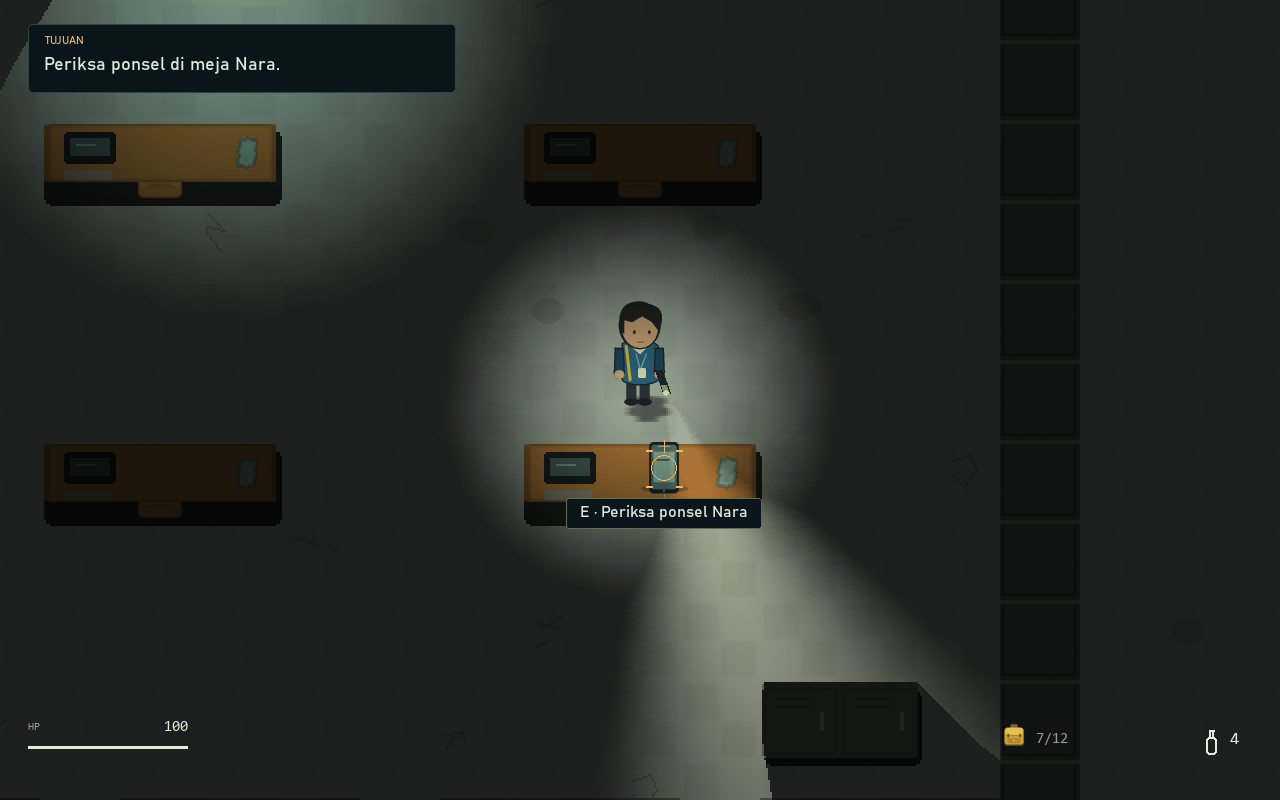 TUJUAN
Periksa ponsel di meja Nara.
E · Periksa ponsel Nara
HP 100
7/12
4